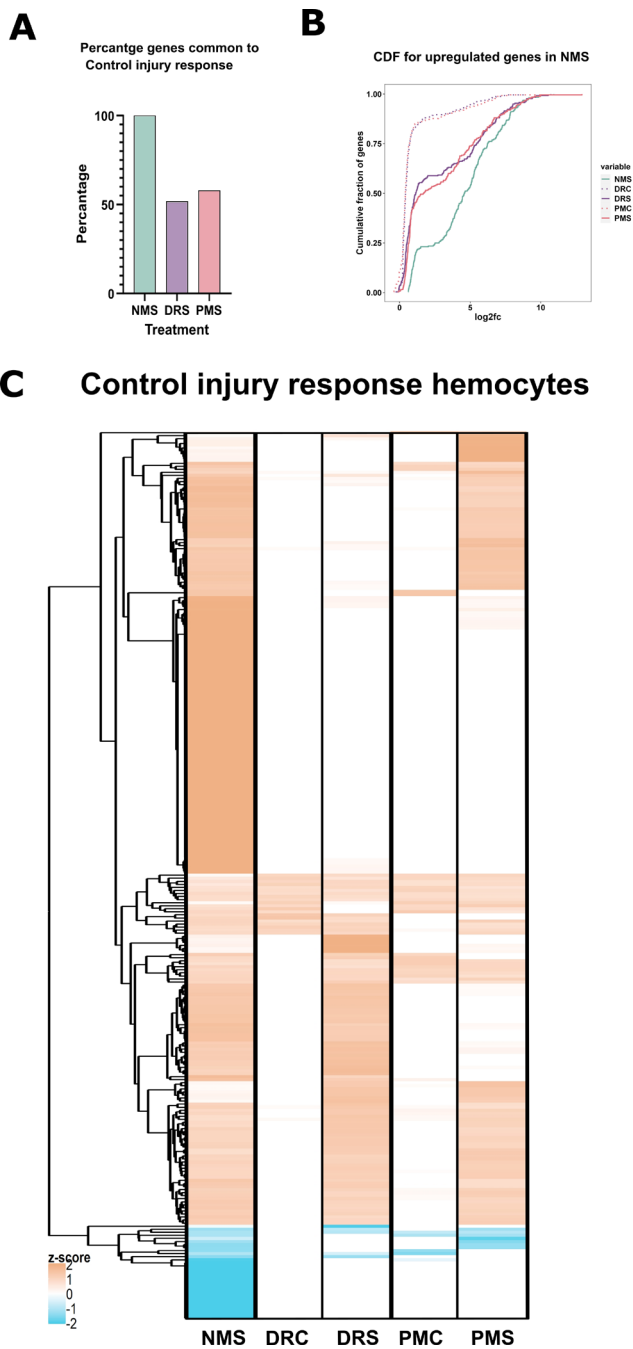 A
Percantge genes common to
Control injury response
100
50
0
Percentage
NMS DRS PMS
Treatment
B
CDF for upregulated genes in NMS
1.00
0.75
0.50
0.25
0.00
Cumulative fraction of genes
0 5 10
log2fc
variable
NMS
DRC
DRS
PMC
PMS
C Control injury response hemocytes
z-score
2
1
0
-1
-2
NMS DRC DRS PMC PMS